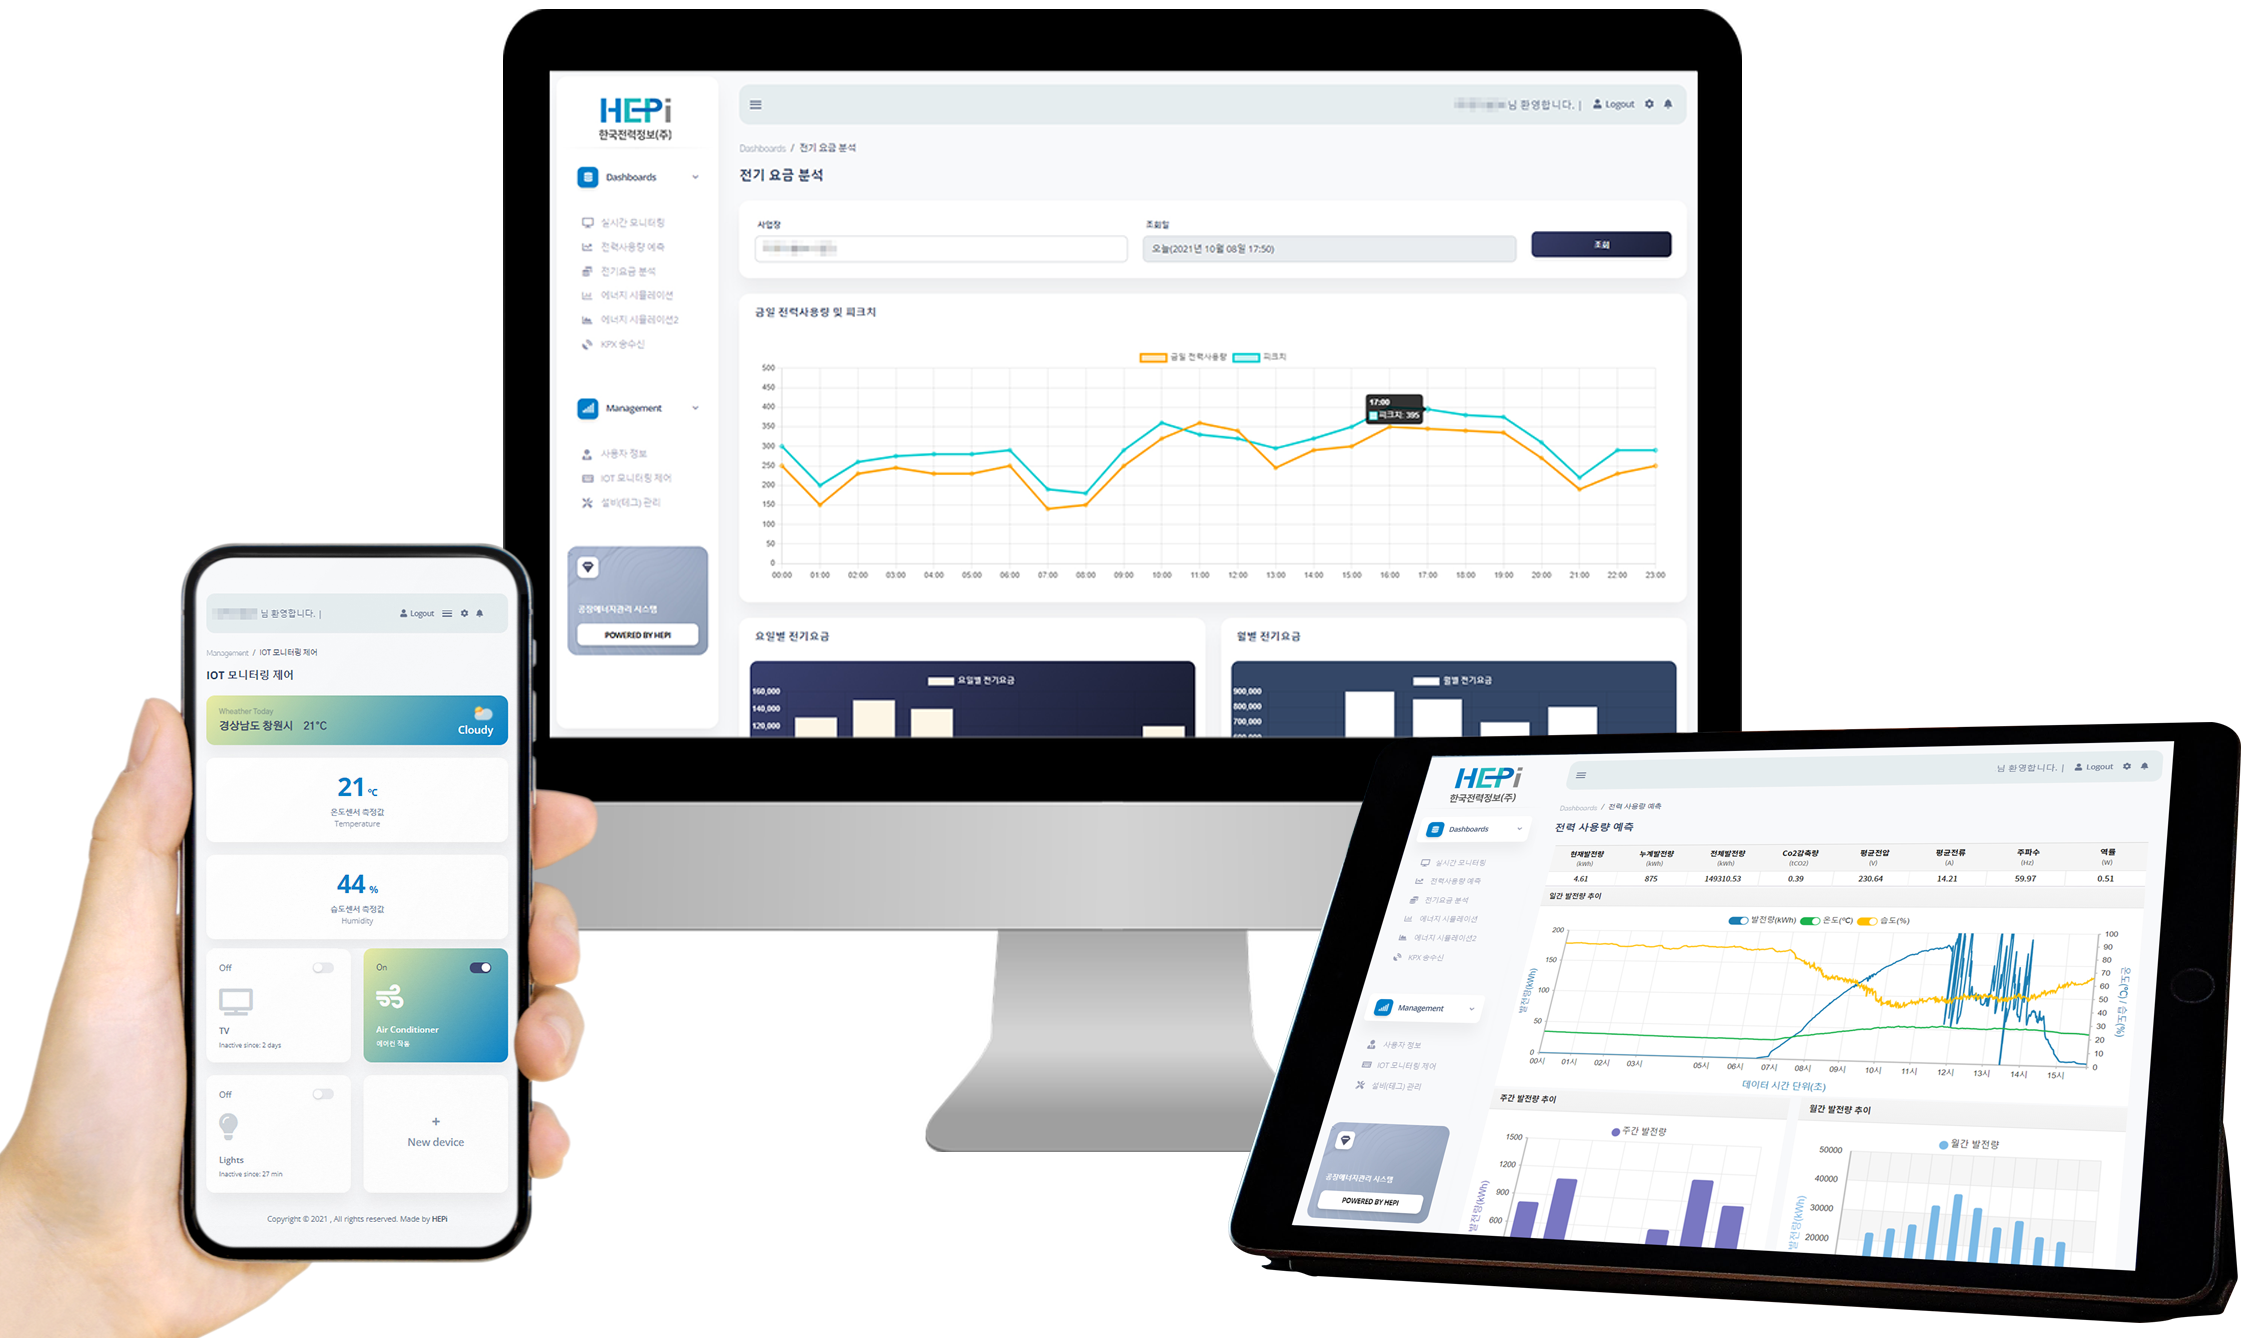 HEPi
한국전력정보(주)
Dashboards
실시간 모니터링
전력사용량 예측
전기요금 분석
에너지 시뮬레이션
에너지 시뮬레이션2
KPX 송수신
Management
사용자 정보
IOT 모니터링 제어
설비(태그) 관리
공장에너지관리 시스템
POWERED BY HEPI
님 환영합니다. | Logout
Dashboards / 전기 요금 분석
전기 요금 분석
사업장
조회일
오늘(2021년 10월 08일 17:50)
조회
금일 전력사용량 및 피크치
금일 전력사용량 피크치
500
450
400
350
300
250
200
150
100
50
0
17:00
피크치: 395
00:00 01:00 02:00 03:00 04:00 05:00 06:00 07:00 08:00 09:00 10:00 11:00 12:00 13:00 14:00 15:00 16:00 17:00 18:00 19:00 20:00 21:00 22:00 23:00
요일별 전기요금
요일별 전기요금
160,000
140,000
120,000
월별 전기요금
월별 전기요금
900,000
800,000
700,000
님 환영합니다. | Logout
Management / IOT 모니터링 제어
IOT 모니터링 제어
Wheather Today
경상남도 창원시 21°C
Cloudy
21 °C
온도센서 측정값
Temperature
44 %
습도센서 측정값
Humidity
Off
TV
Inactive since: 2 days
On
Air Conditioner
에어컨 작동
Off
Lights
Inactive since: 27 min
+
New device
Copyright © 2021 , All rights reserved. Made by HEPi
HEPi
한국전력정보(주)
Dashboards
실시간 모니터링
전력사용량 예측
전기요금 분석
에너지 시뮬레이션
에너지 시뮬레이션2
KPX 송수신
Management
사용자 정보
IOT 모니터링 제어
설비(태그) 관리
공장에너지관리 시스템
POWERED BY HEPI
님 환영합니다. | Logout
Dashboards / 전력 사용량 예측
전력 사용량 예측
현재발전량 누계발전량 전체발전량 Co2감축량 평균전압 평균전류 주파수 역률
(kWh) (kWh) (kWh) (tCO2) (V) (A) (Hz) (W)
4.61 875 149310.53 0.39 230.64 14.21 59.97 0.51
일간 발전량 추이
발전량(kWh) 온도(ºC) 습도(%)
발전량(kWh)
200
150
100
50
0
100
90
80
70
60
50
40
30
20
10
0
온도(ºC) / 습도(%)
00시 01시 02시 03시 05시 06시 07시 08시 09시 10시 11시 12시 13시 14시 15시
데이터 시간 단위(초)
주간 발전량 추이
주간 발전량
발전량(kWh)
1500
1200
900
600
월간 발전량 추이
월간 발전량
발전량(kWh)
50000
40000
30000
20000